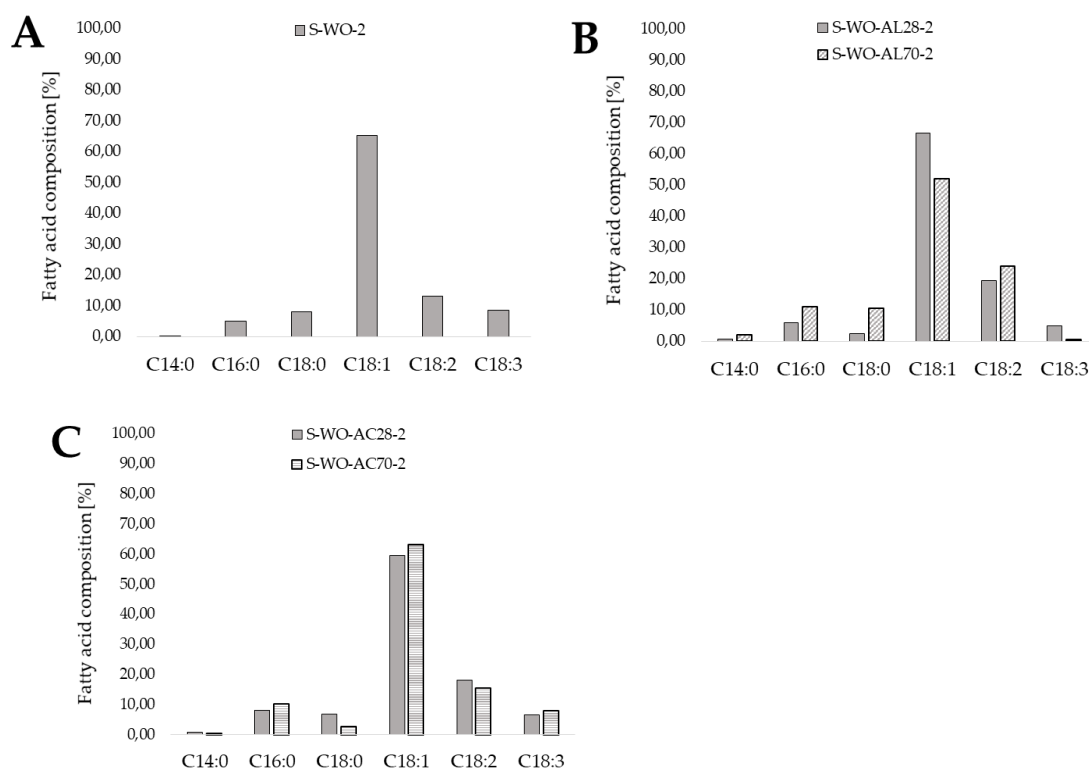 A
S-WO-2
Fatty acid composition [%]
100,00
90,00
80,00
70,00
60,00
50,00
40,00
30,00
20,00
10,00
0,00
C14:0 C16:0 C18:0 C18:1 C18:2 C18:3
B
S-WO-AL28-2
S-WO-AL70-2
Fatty acid composition [%]
100,00
90,00
80,00
70,00
60,00
50,00
40,00
30,00
20,00
10,00
0,00
C14:0 C16:0 C18:0 C18:1 C18:2 C18:3
C
S-WO-AC28-2
S-WO-AC70-2
Fatty acid composition [%]
100,00
90,00
80,00
70,00
60,00
50,00
40,00
30,00
20,00
10,00
0,00
C14:0 C16:0 C18:0 C18:1 C18:2 C18:3